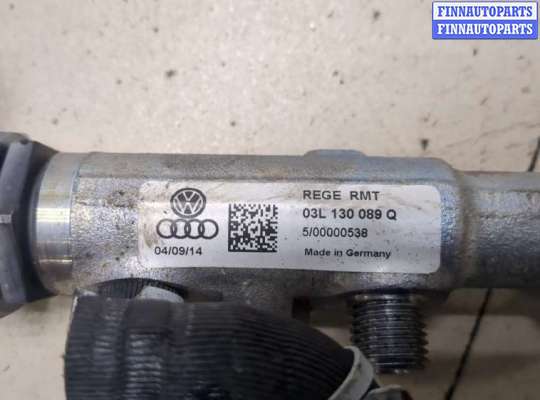 FINNAUTOPARTS
FINNAUTOPARTS
REGE RMT
03L 130 089 Q
5/00000538
04/09/14
Made in Germany